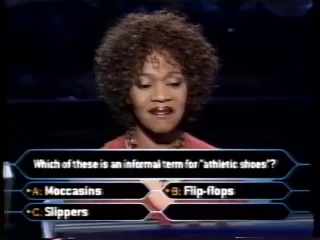 Which of these is an informal term for "athletic shoes"?
A: Moccasins
B: Flip-flops
C: Slippers